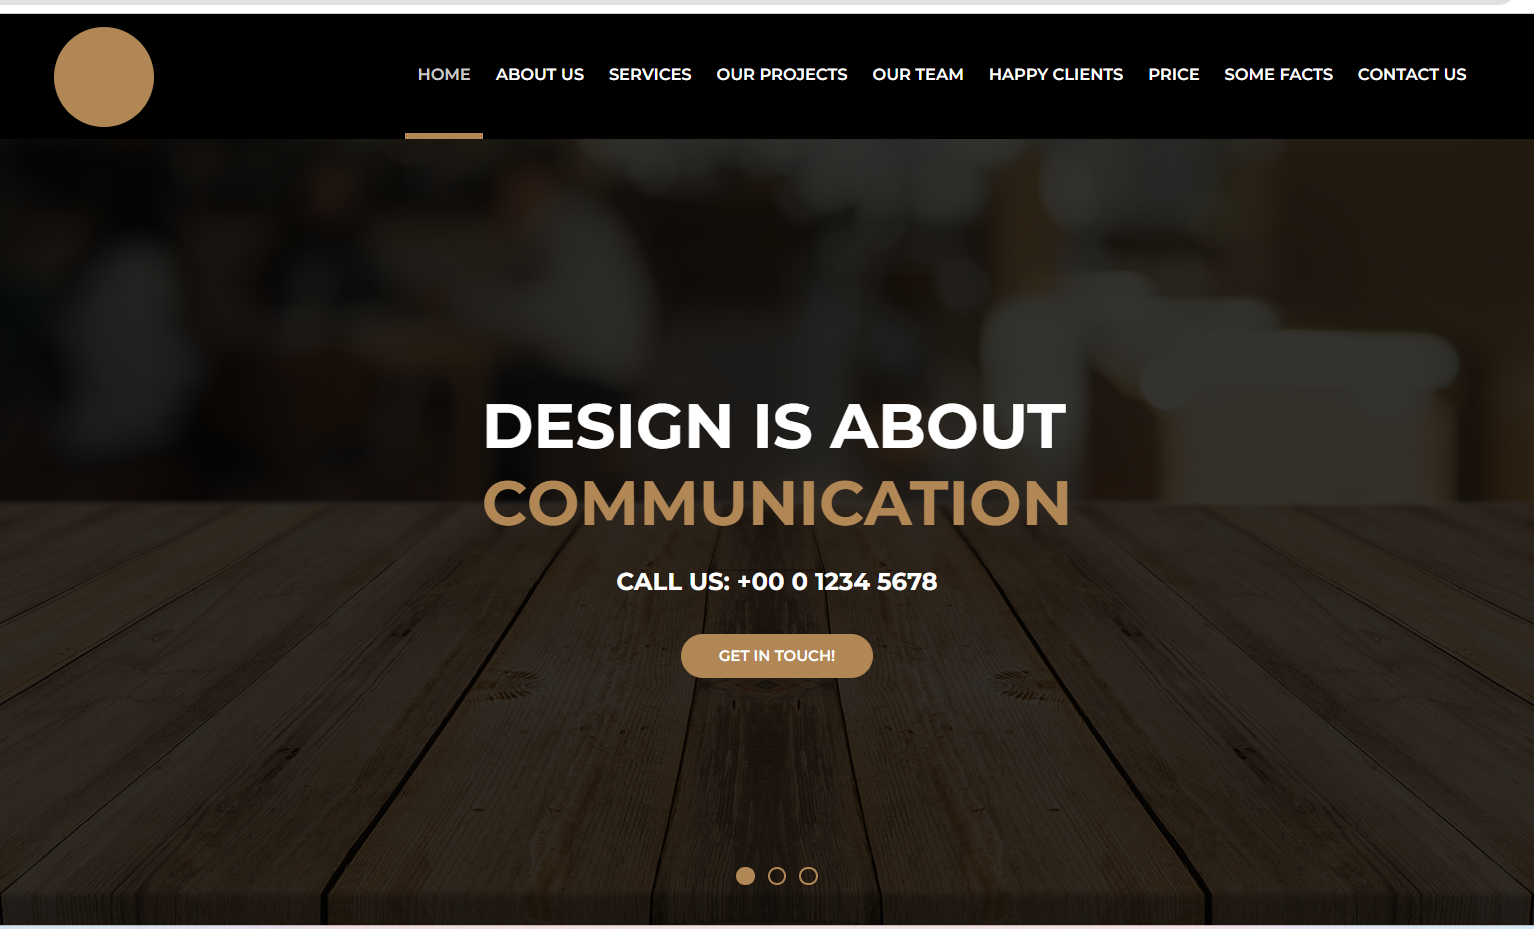 HOME ABOUT US SERVICES OUR PROJECTS OUR TEAM HAPPY CLIENTS PRICE SOME FACTS CONTACT US
DESIGN IS ABOUT
COMMUNICATION
CALL US: +00 0 1234 5678
GET IN TOUCH!